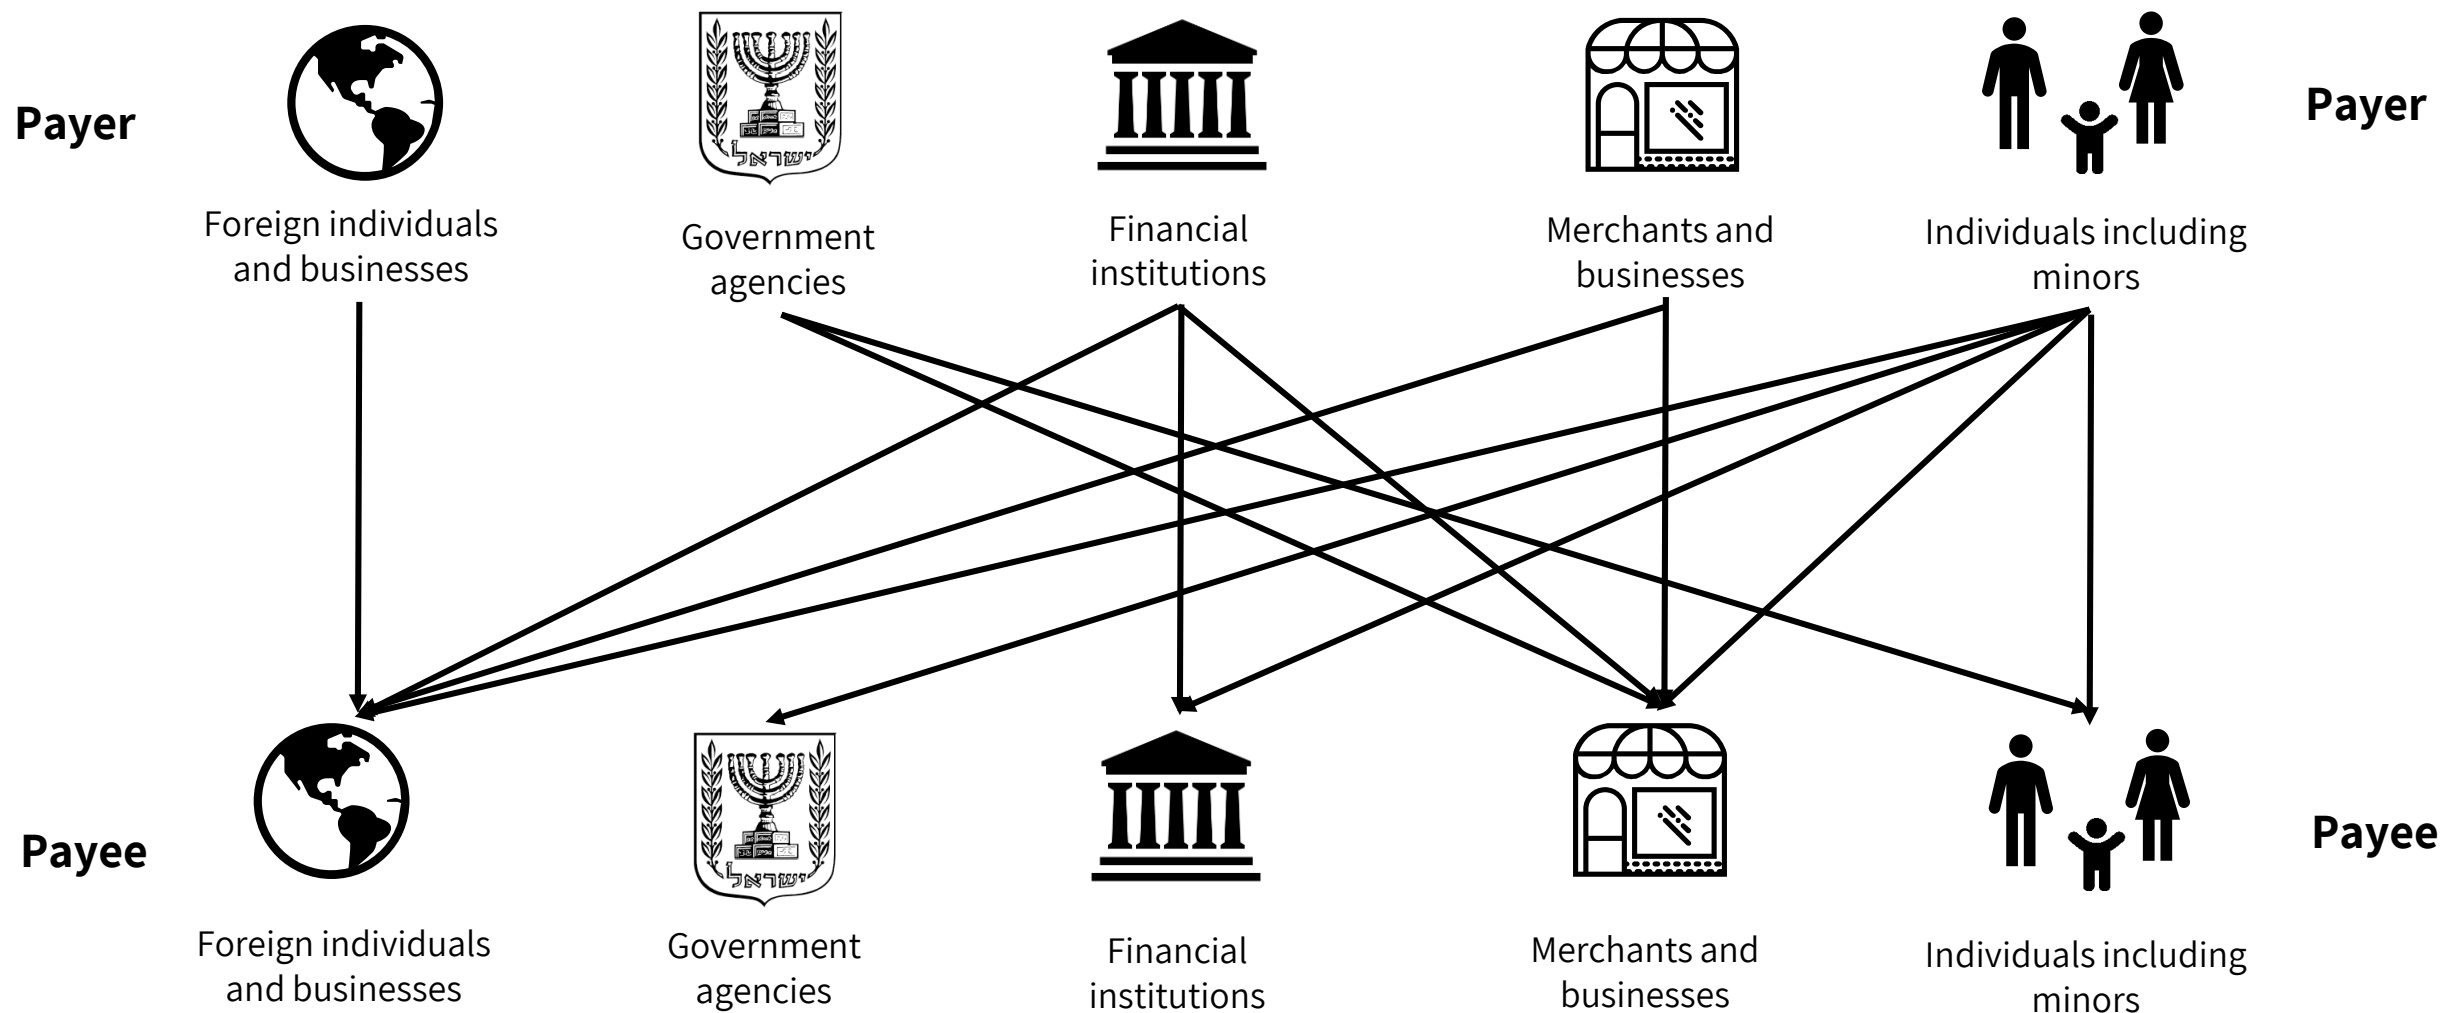 Payer
Foreign individuals
and businesses
ישראל
Government
agencies
Financial
institutions
Merchants and
businesses
Individuals including
minors
Payer
Payee
Foreign individuals
and businesses
ישראל
Government
agencies
Financial
institutions
Merchants and
businesses
Individuals including
minors
Payee